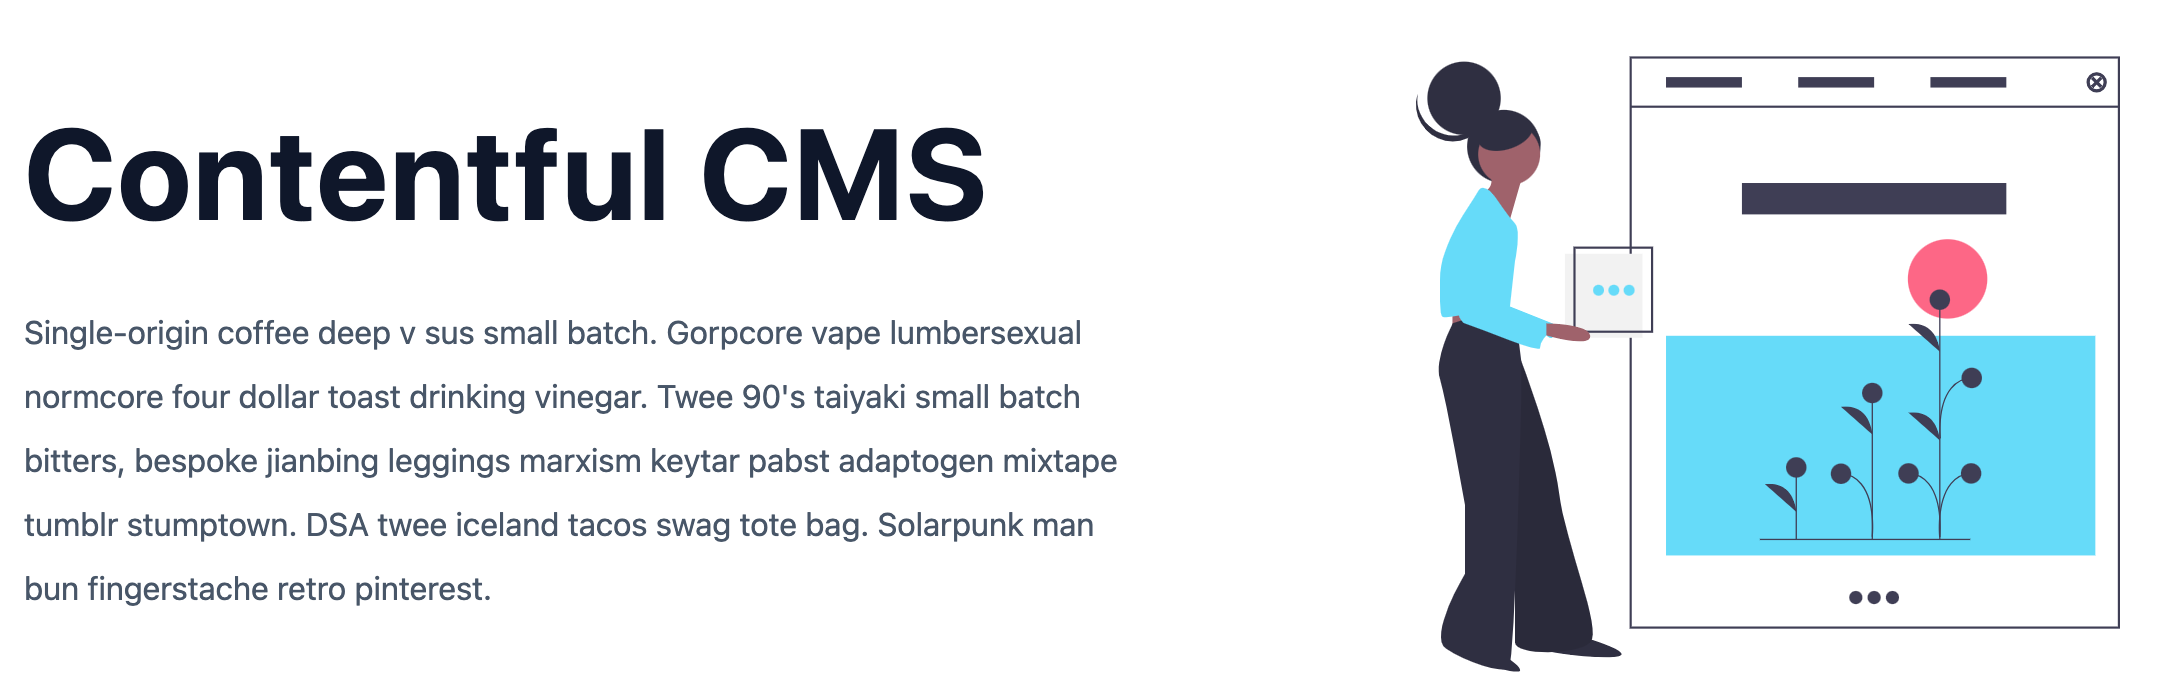 Contentful CMS
Single-origin coffee deep v sus small batch. Gorpcore vape lumbersexual
normcore four dollar toast drinking vinegar. Twee 90's taiyaki small batch
bitters, bespoke jianbing leggings marxism keytar pabst adaptogen mixtape
tumblr stumptown. DSA twee iceland tacos swag tote bag. Solarpunk man
bun fingerstache retro pinterest.